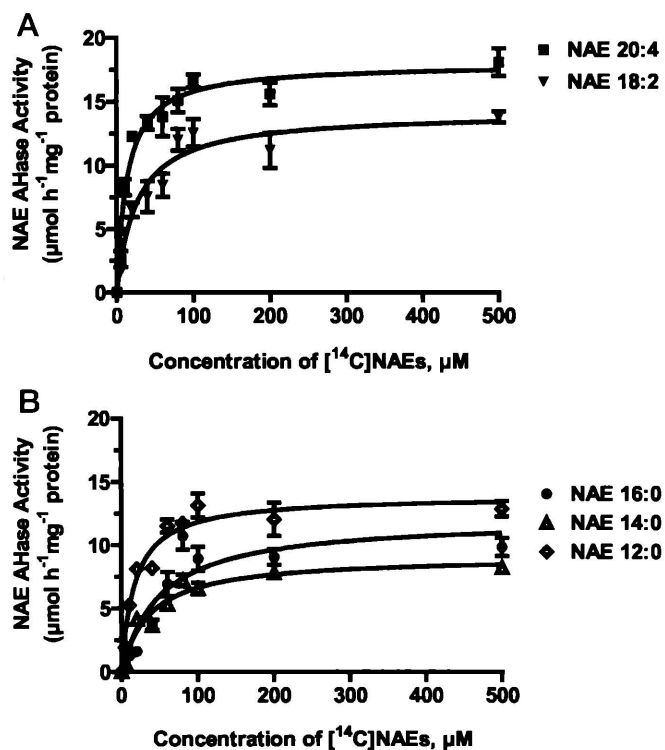 A
NAE AHase Activity
(μmol h⁻¹mg⁻¹ protein)
20
15
10
5
0
0 100 200 300 400 500
Concentration of [¹⁴C]NAEs, μM
NAE 20:4
NAE 18:2
B
NAE AHase Activity
(μmol h⁻¹mg⁻¹ protein)
20
15
10
5
0
0 100 200 300 400 500
Concentration of [¹⁴C]NAEs, μM
NAE 16:0
NAE 14:0
NAE 12:0